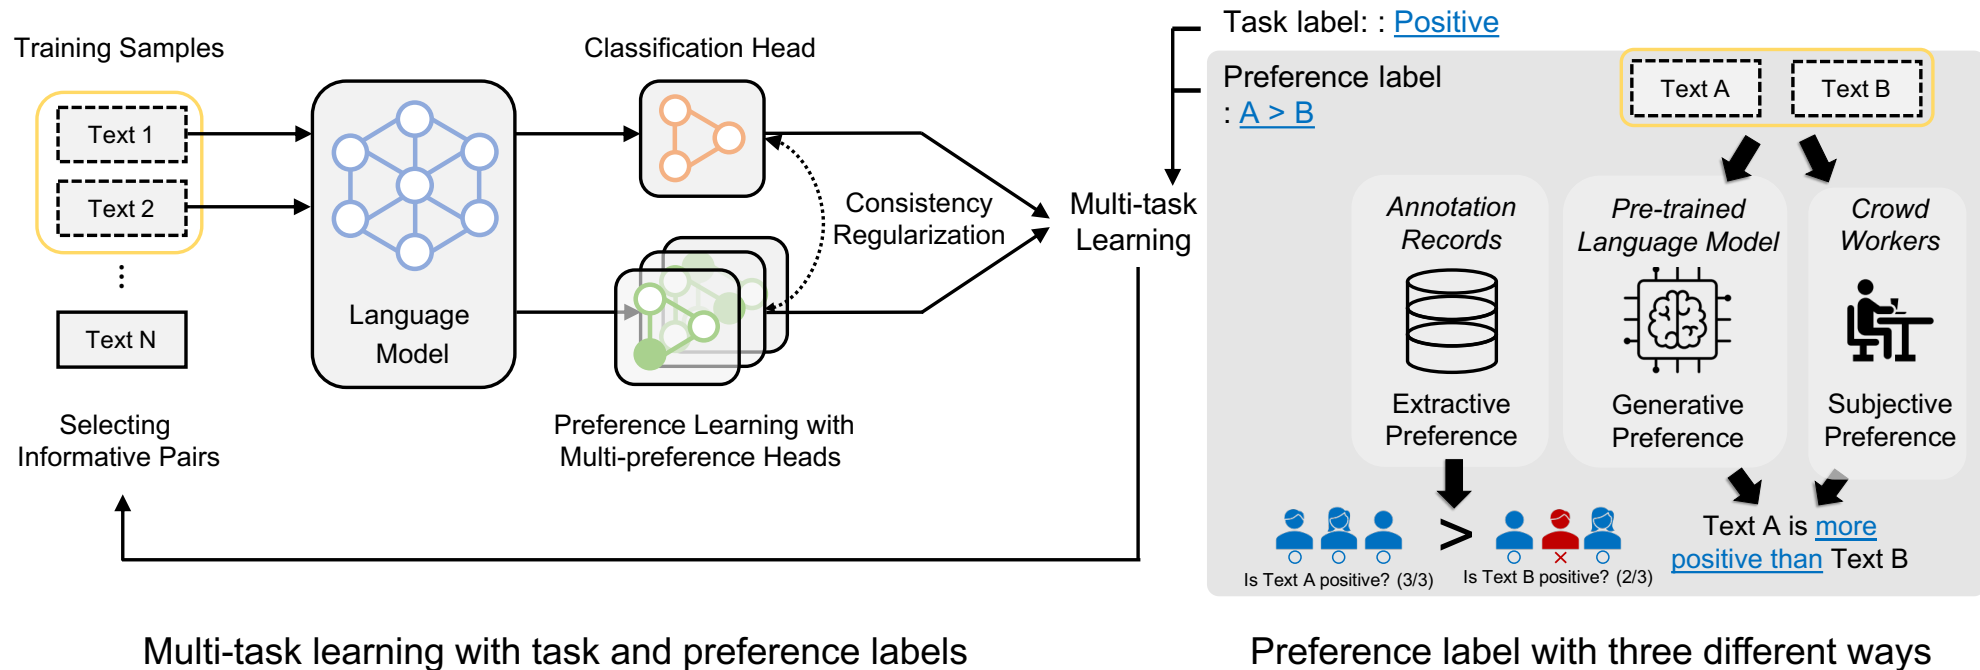 Training Samples
Text 1
Text 2
Text N
Selecting
Informative Pairs
Language
Model
Classification Head
Preference Learning with
Multi-preference Heads
Consistency
Regularization
Multi-task
Learning
Task label: : Positive
Preference label
: A > B
Text A
Text B
Annotation
Records
Extractive
Preference
Pre-trained
Language Model
Generative
Preference
Crowd
Workers
Subjective
Preference
>
Is Text A positive? (3/3)
Is Text B positive? (2/3)
Text A is more
positive than Text B
Multi-task learning with task and preference labels
Preference label with three different ways